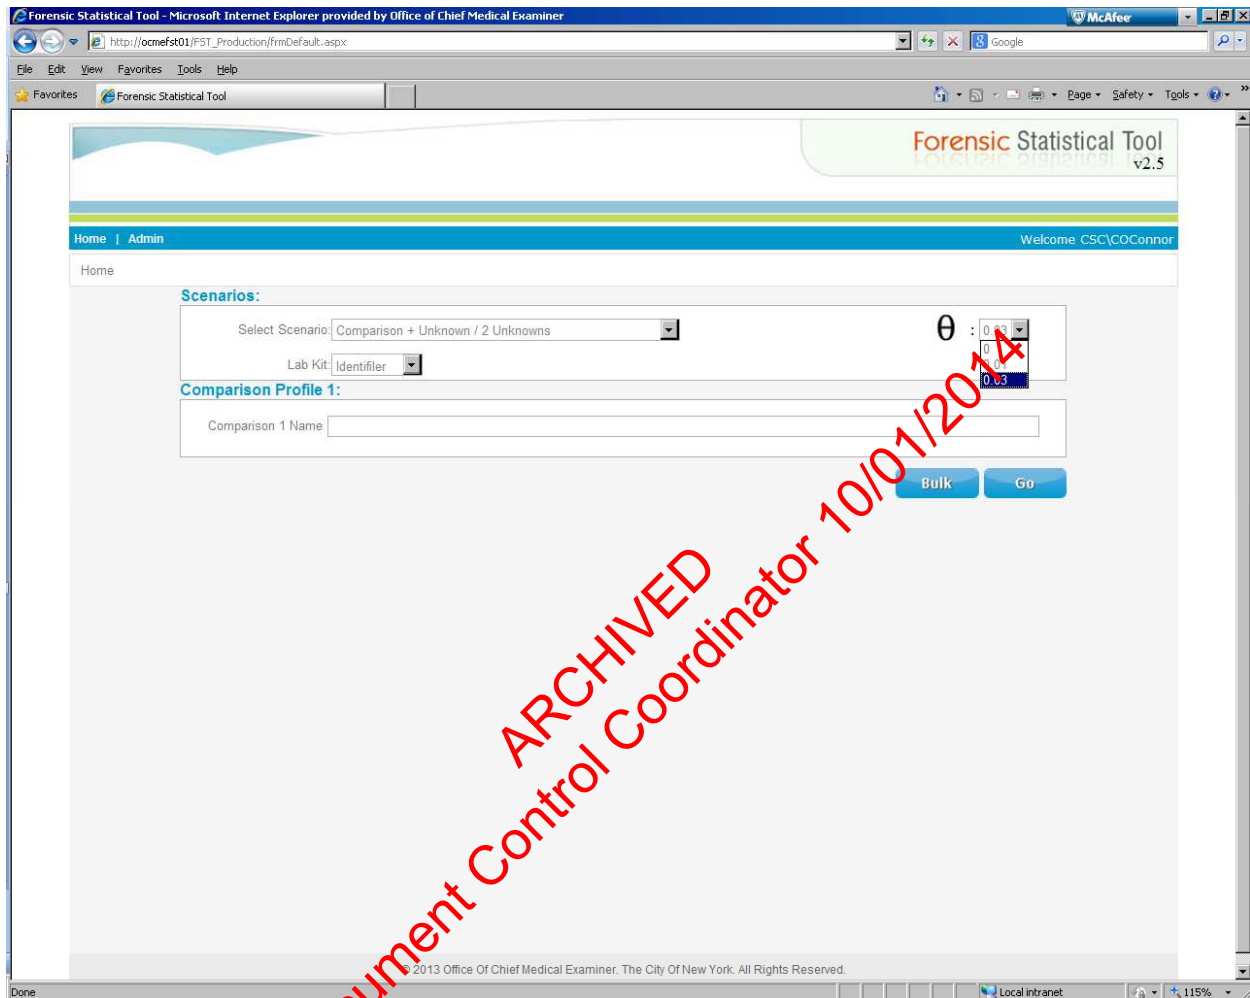 Forensic Statistical Tool - Microsoft Internet Explorer provided by Office of Chief Medical Examiner
McAfee
http://ocmefst01/FST_Production/frmDefault.aspx
Google
File Edit View Favorites Tools Help
Favorites Forensic Statistical Tool
Page Safety Tools
Forensic Statistical Tool
v2.5
Home | Admin
Welcome CSC\COConnor
Home
Scenarios:
Select Scenario: Comparison + Unknown / 2 Unknowns
θ : 0.03
0
0.01
0.03
Lab Kit: Identifiler
Comparison Profile 1:
Comparison 1 Name
Bulk Go
ARCHIVED
Control Coordinator 10/01/2014
© 2013 Office Of Chief Medical Examiner. The City Of New York. All Rights Reserved.
Done
Local intranet
115%